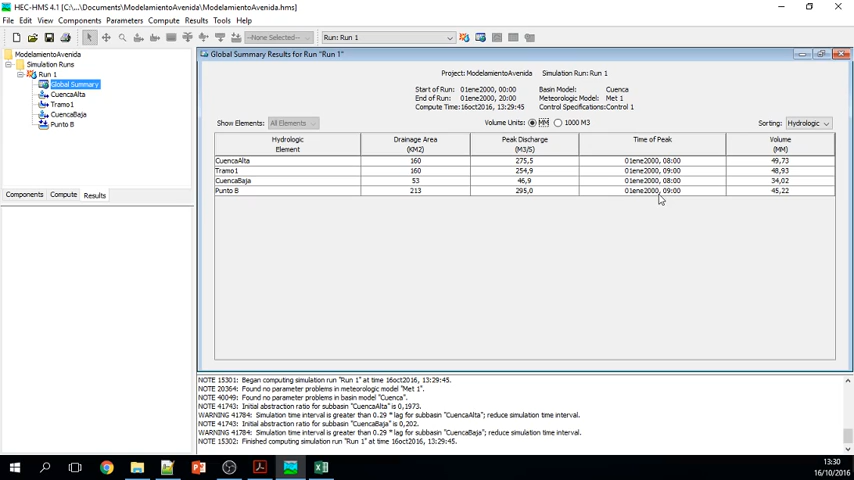 HEC-HMS 4.1 [C:\...\Documents\ModelamientoAvenida\ModelamientoAvenida.hms]
File Edit View Components Parameters Compute Results Tools Help
--None Selected--
Run: Run 1
ModelamientoAvenida
Simulation Runs
Run 1
Global Summary
CuencaAlta
Tramo1
CuencaBaja
Punto B
Components Compute Results
Global Summary Results for Run "Run 1"
Project: ModelamientoAvenida Simulation Run: Run 1
Start of Run: 01ene2000, 00:00 Basin Model: Cuenca
End of Run: 01ene2000, 20:00 Meteorologic Model: Met 1
Compute Time:16oct2016, 13:29:45 Control Specifications:Control 1
Show Elements: All Elements Volume Units: MM 1000 M3 Sorting: Hydrologic
Hydrologic Drainage Area Peak Discharge Time of Peak Volume
Element (KM2) (M3/S) (MM)
CuencaAlta 160 275,5 01ene2000, 08:00 49,73
Tramo1 160 254,9 01ene2000, 09:00 48,93
CuencaBaja 53 46,9 01ene2000, 08:00 34,02
Punto B 213 295,0 01ene2000, 09:00 45,22
NOTE 15301: Began computing simulation run "Run 1" at time 16oct2016, 13:29:45.
NOTE 20364: Found no parameter problems in meteorologic model "Met 1".
NOTE 40049: Found no parameter problems in basin model "Cuenca".
NOTE 41743: Initial abstraction ratio for subbasin "CuencaAlta" is 0,1973.
WARNING 41784: Simulation time interval is greater than 0.29 * lag for subbasin "CuencaAlta"; reduce simulation time interval.
NOTE 41743: Initial abstraction ratio for subbasin "CuencaBaja" is 0,202.
WARNING 41784: Simulation time interval is greater than 0.29 * lag for subbasin "CuencaBaja"; reduce simulation time interval.
NOTE 15302: Finished computing simulation run "Run 1" at time 16oct2016, 13:29:45.
13:30
16/10/2016